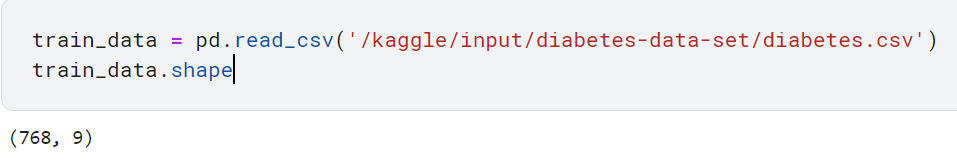 train_data = pd.read_csv('/kaggle/input/diabetes-data-set/diabetes.csv')
train_data.shape
(768, 9)